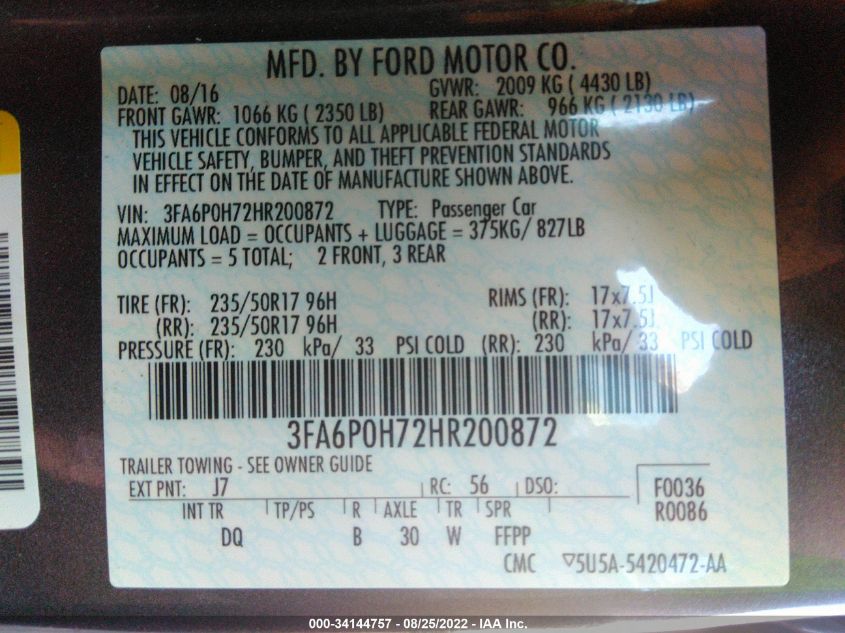 MFD. BY FORD MOTOR CO.
DATE: 08/16 GVWR: 2009 KG ( 4430 LB)
FRONT GAWR: 1066 KG ( 2350 LB) REAR GAWR: 966 KG ( 2130 LB)
THIS VEHICLE CONFORMS TO ALL APPLICABLE FEDERAL MOTOR
VEHICLE SAFETY, BUMPER, AND THEFT PREVENTION STANDARDS
IN EFFECT ON THE DATE OF MANUFACTURE SHOWN ABOVE.
VIN: 3FA6P0H72HR200872 TYPE: Passenger Car
MAXIMUM LOAD = OCCUPANTS + LUGGAGE = 375KG/ 827LB
OCCUPANTS = 5 TOTAL; 2 FRONT, 3 REAR
TIRE (FR): 235/50R17 96H RIMS (FR): 17x7.5J
(RR): 235/50R17 96H (RR): 17x7.5J
PRESSURE (FR): 230 kPa/ 33 PSI COLD (RR): 230 kPa/ 33 PSI COLD
3FA6P0H72HR200872
TRAILER TOWING - SEE OWNER GUIDE
EXT PNT: J7 RC: 56 DSO: F0036
INT TR TP/PS R AXLE TR SPR R0086
DQ B 30 W FFPP
CMC ▽5U5A-5420472-AA
000-34144757 - 08/25/2022 - IAA Inc.